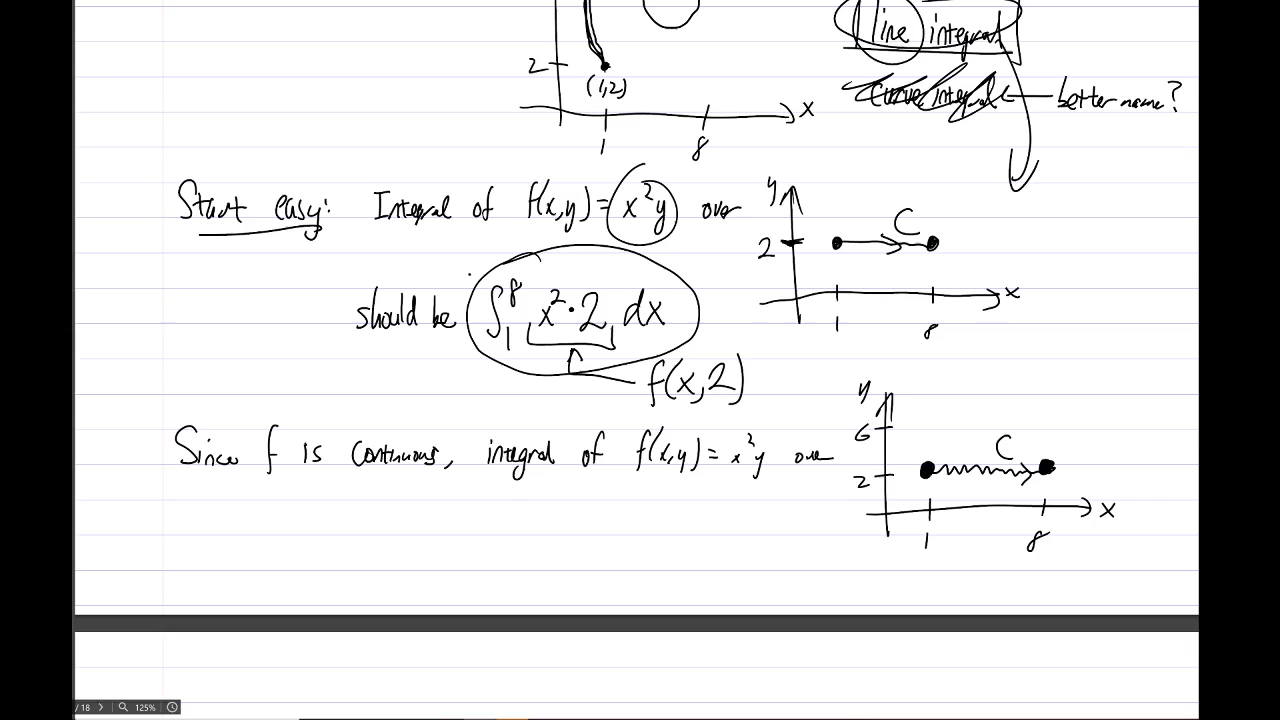 line integral
2
(1,2)
curve integral ← better name?
x
1 8
Start easy: Integral of f(x,y)= x²y over
y
C
2
x
1 8
should be ∫₁⁸ x²·2 dx
f(x,2)
y
6
Since f is continuous, integral of f(x,y)= x²y over
C
2
x
1 8
/ 18 125%